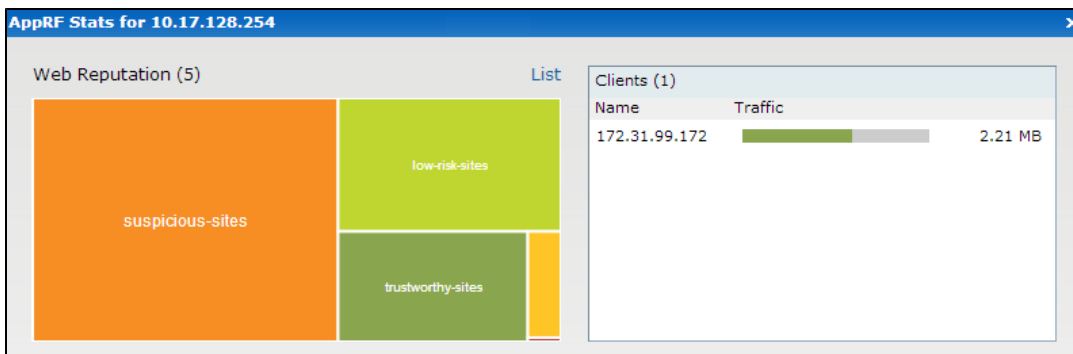 AppRF Stats for 10.17.128.254 x
Web Reputation (5) List
suspicious-sites
low-risk-sites
trustworthy-sites
Clients (1)
Name Traffic
172.31.99.172 2.21 MB